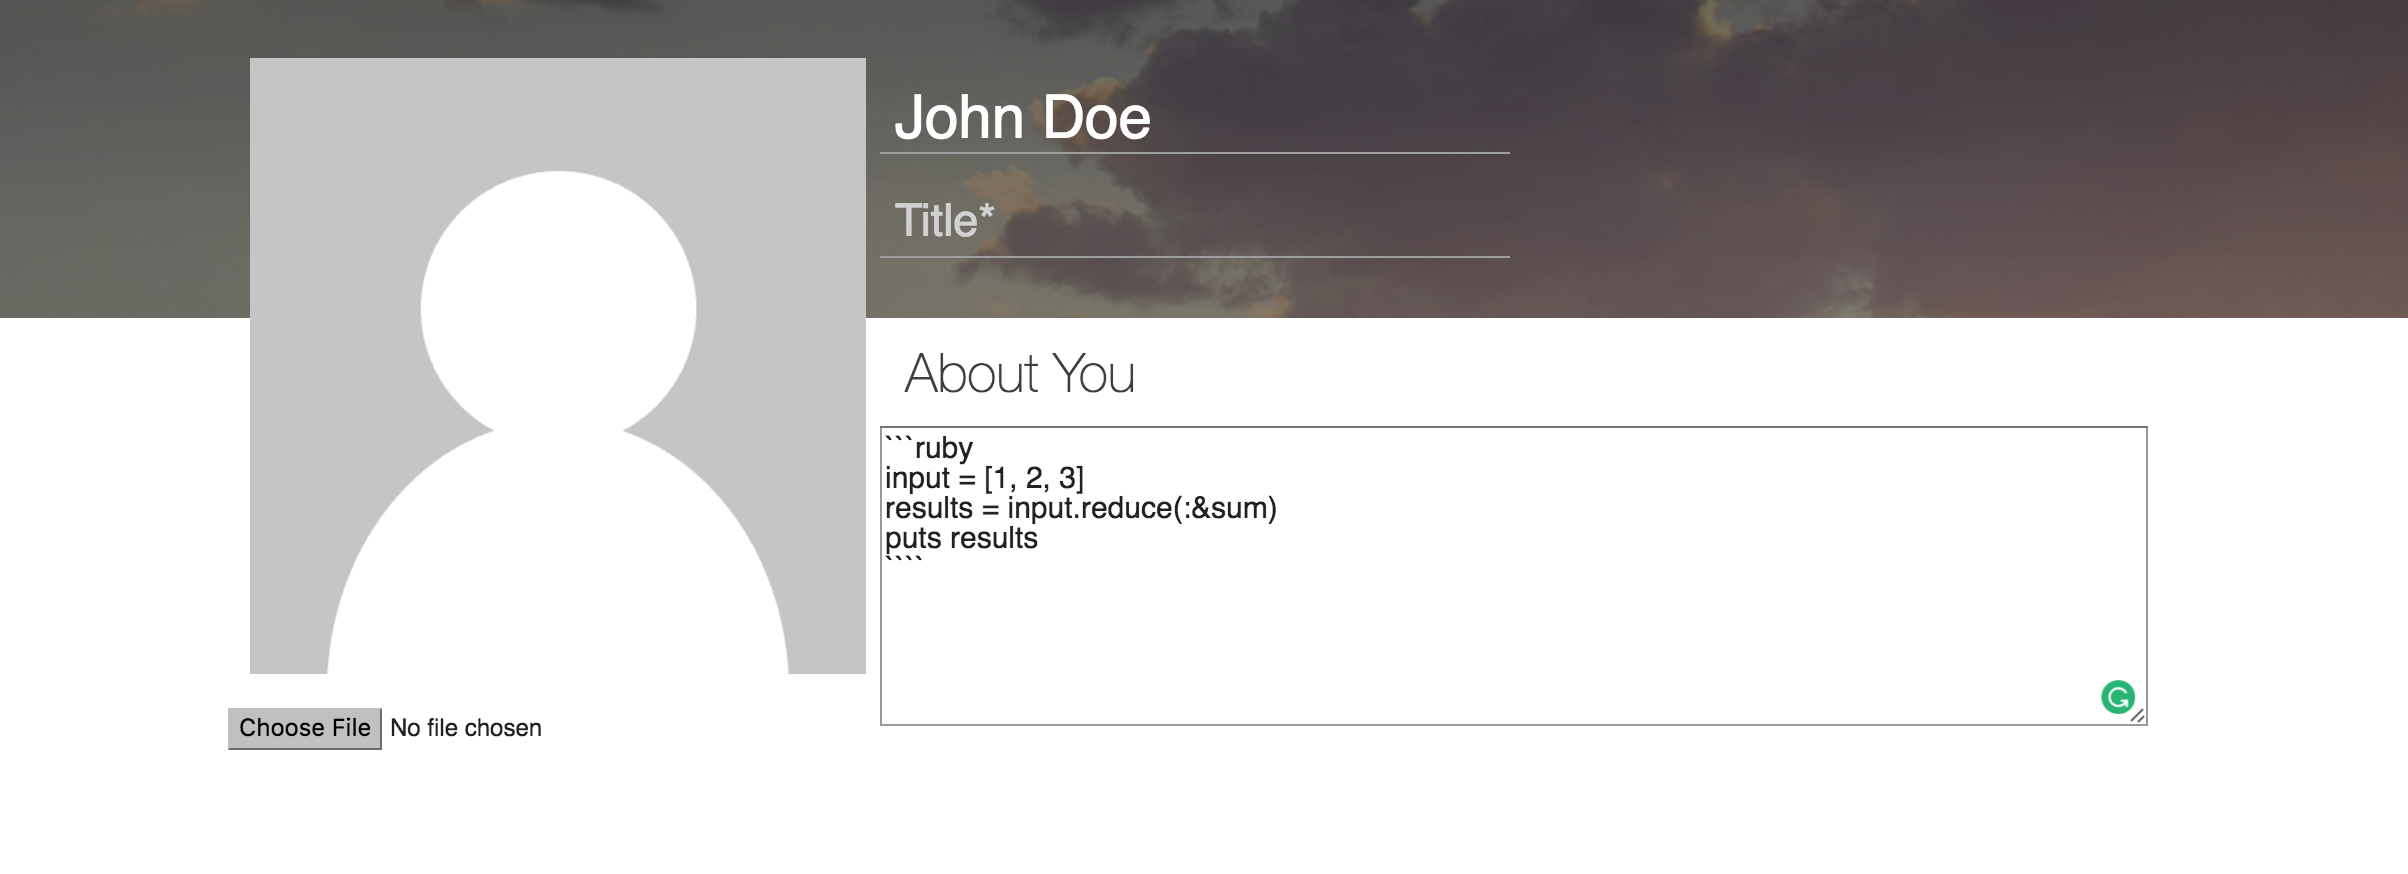 John Doe
Title*
About You
```ruby
input = [1, 2, 3]
results = input.reduce(:&sum)
puts results
````
Choose File No file chosen